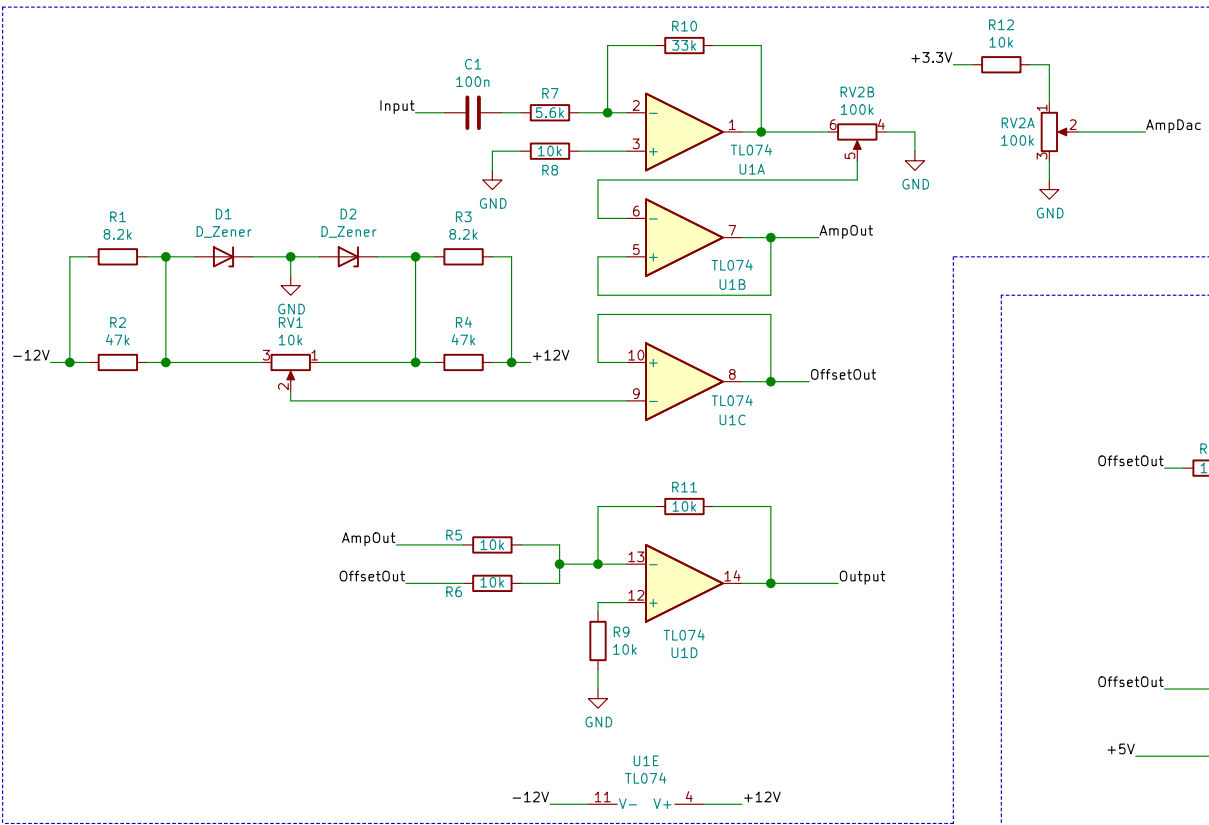 R10
33k
R12
10k
+3.3V
C1
100n
Input
R7
5.6k
2
−
3
+
1
TL074
U1A
10k
R8
GND
RV2B
100k
6
4
5
GND
1
RV2A
100k
2
3
AmpDac
GND
6
−
5
+
7
AmpOut
TL074
U1B
R1
8.2k
D1
D_Zener
D2
D_Zener
R3
8.2k
GND
R2
47k
RV1
10k
R4
47k
-12V
3
1
2
+12V
10
+
9
−
8
OffsetOut
TL074
U1C
OffsetOut
R
1
R11
10k
AmpOut
R5
10k
OffsetOut
10k
R6
13
−
12
+
14
Output
TL074
U1D
R9
10k
GND
OffsetOut
+5V
U1E
TL074
-12V
11
V−
V+
4
+12V